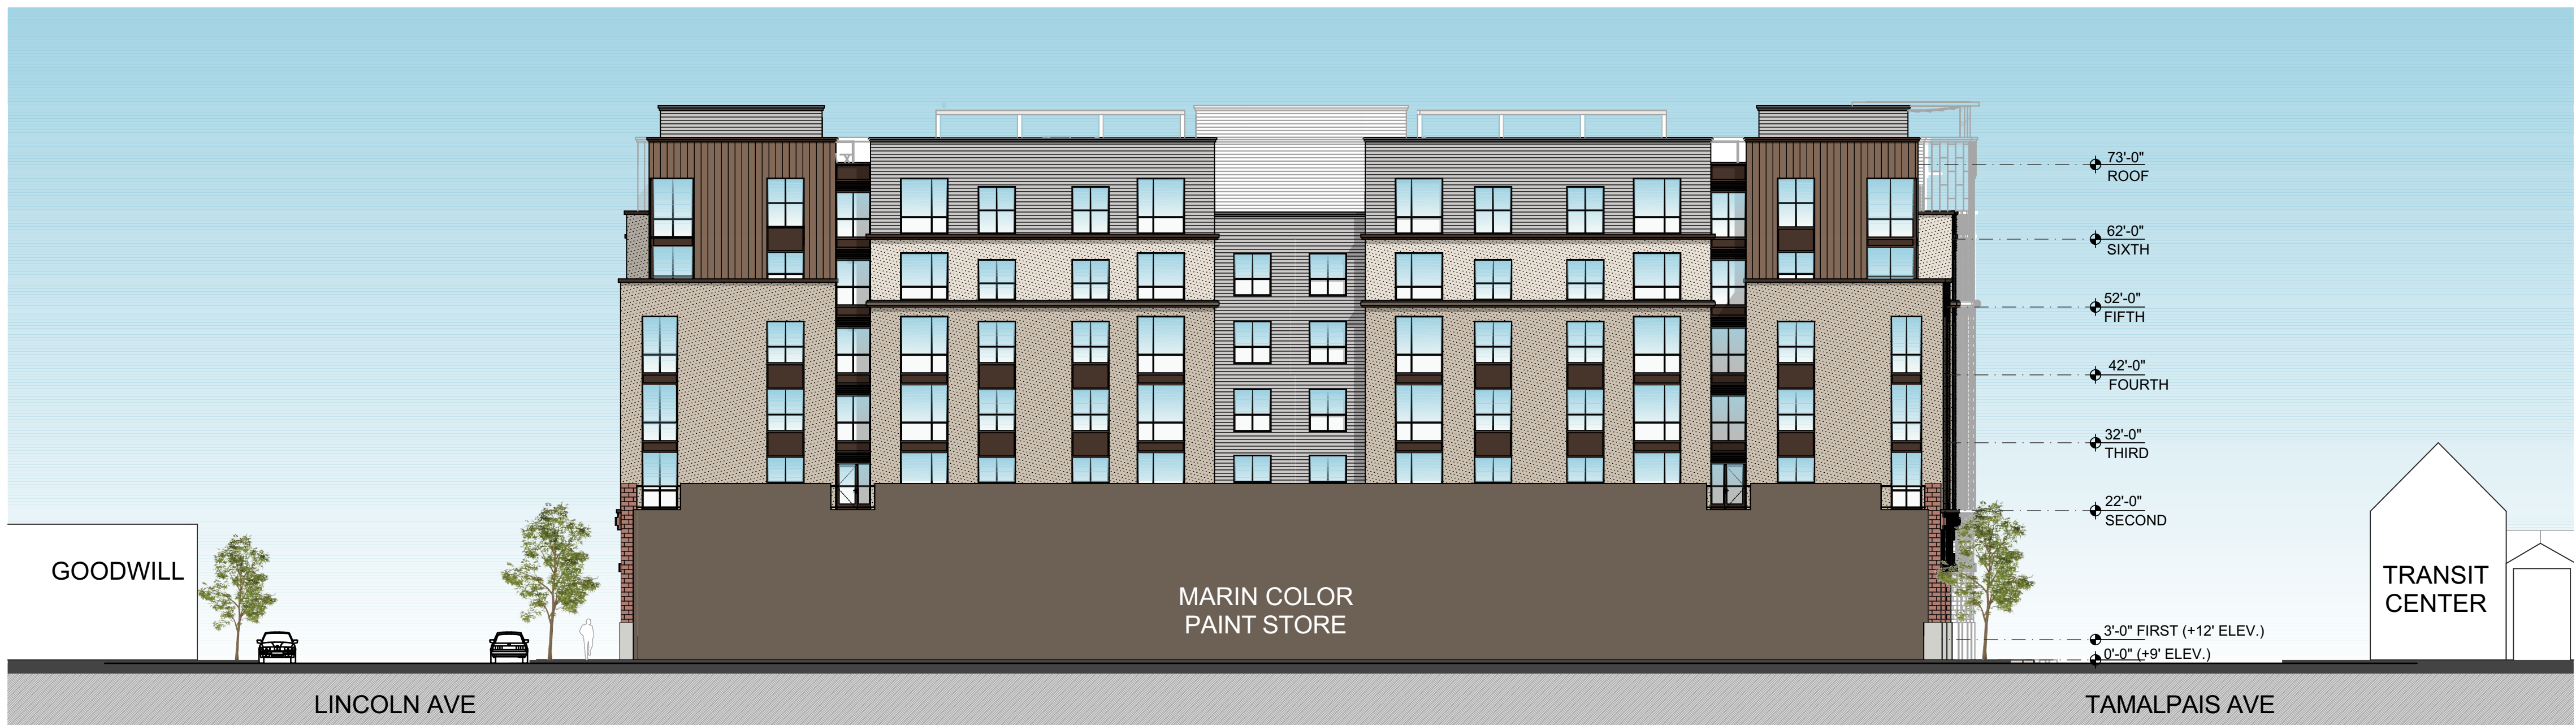 73'-0"
ROOF
62'-0"
SIXTH
52'-0"
FIFTH
42'-0"
FOURTH
32'-0"
THIRD
22'-0"
SECOND
GOODWILL
MARIN COLOR
PAINT STORE
TRANSIT
CENTER
3'-0" FIRST (+12' ELEV.)
0'-0" (+9' ELEV.)
LINCOLN AVE
TAMALPAIS AVE